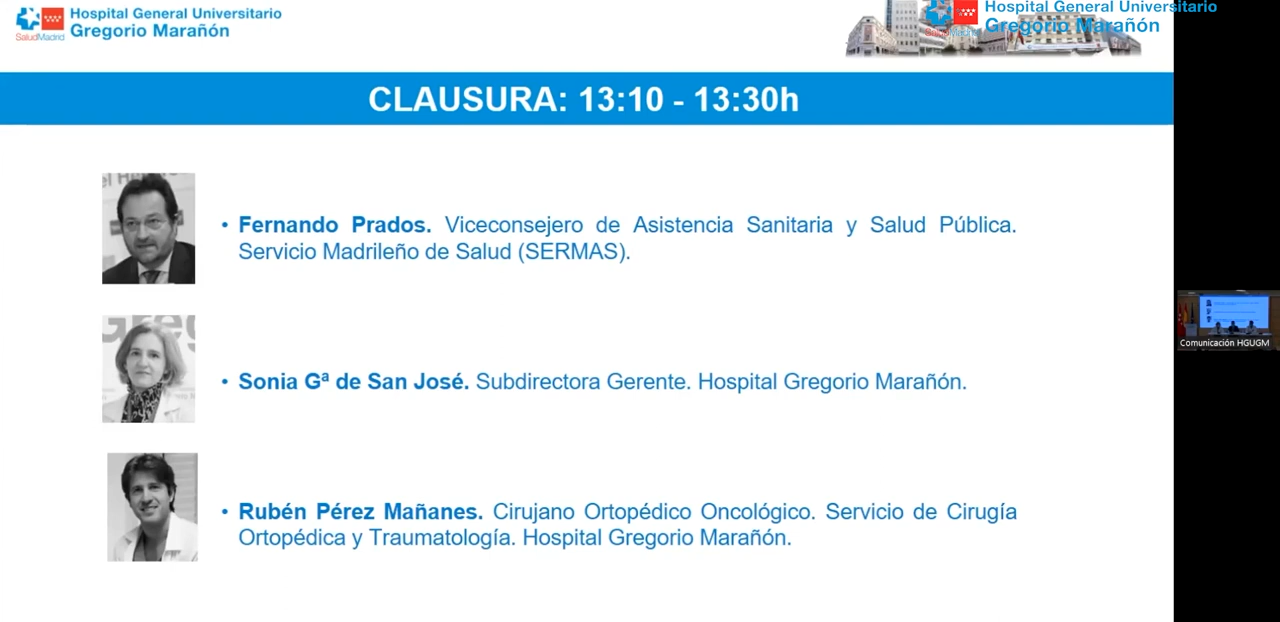 Hospital General Universitario
Gregorio Marañón
SaludMadrid
Hospital General Universitario
Gregorio Marañón
SaludMadrid
CLAUSURA: 13:10 - 13:30h
• Fernando Prados. Viceconsejero de Asistencia Sanitaria y Salud Pública.
Servicio Madrileño de Salud (SERMAS).
• Sonia Gª de San José. Subdirectora Gerente. Hospital Gregorio Marañón.
• Rubén Pérez Mañanes. Cirujano Ortopédico Oncológico. Servicio de Cirugía
Ortopédica y Traumatología. Hospital Gregorio Marañón.
Comunicación HGUGM